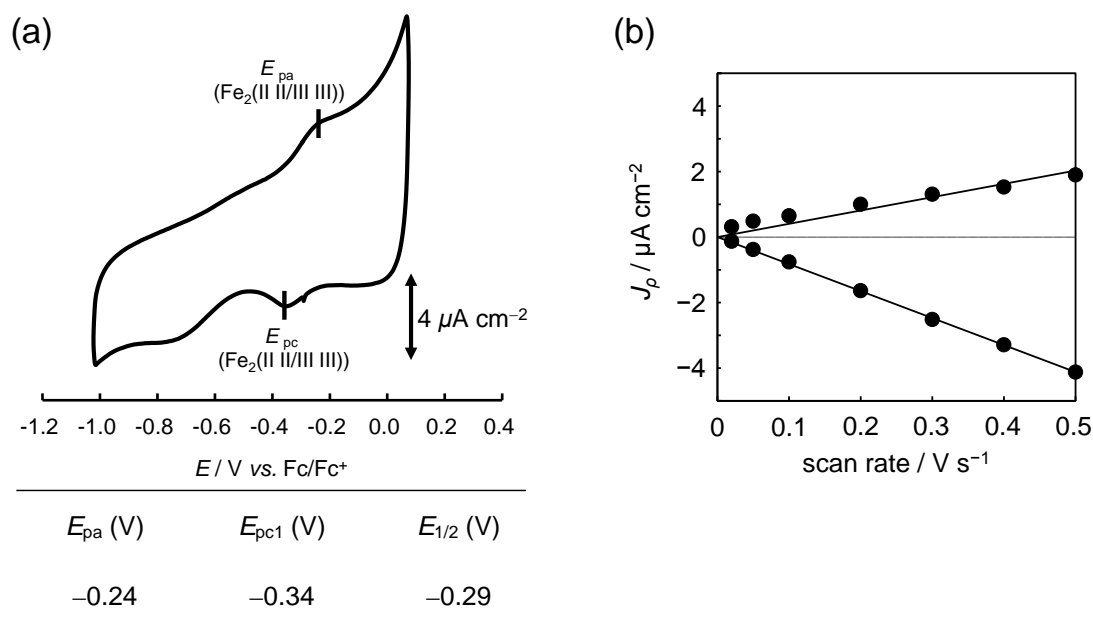 (a)
E pa
(Fe2(II II/III III))
4 μA cm−2
E pc
(Fe2(II II/III III))
-1.2 -1.0 -0.8 -0.6 -0.4 -0.2 0.0 0.2 0.4
E / V vs. Fc/Fc+
Epa (V) Epc1 (V) E1/2 (V)
−0.24 −0.34 −0.29
(b)
4
2
0
−2
−4
Jρ / μA cm−2
0 0.1 0.2 0.3 0.4 0.5
scan rate / V s−1